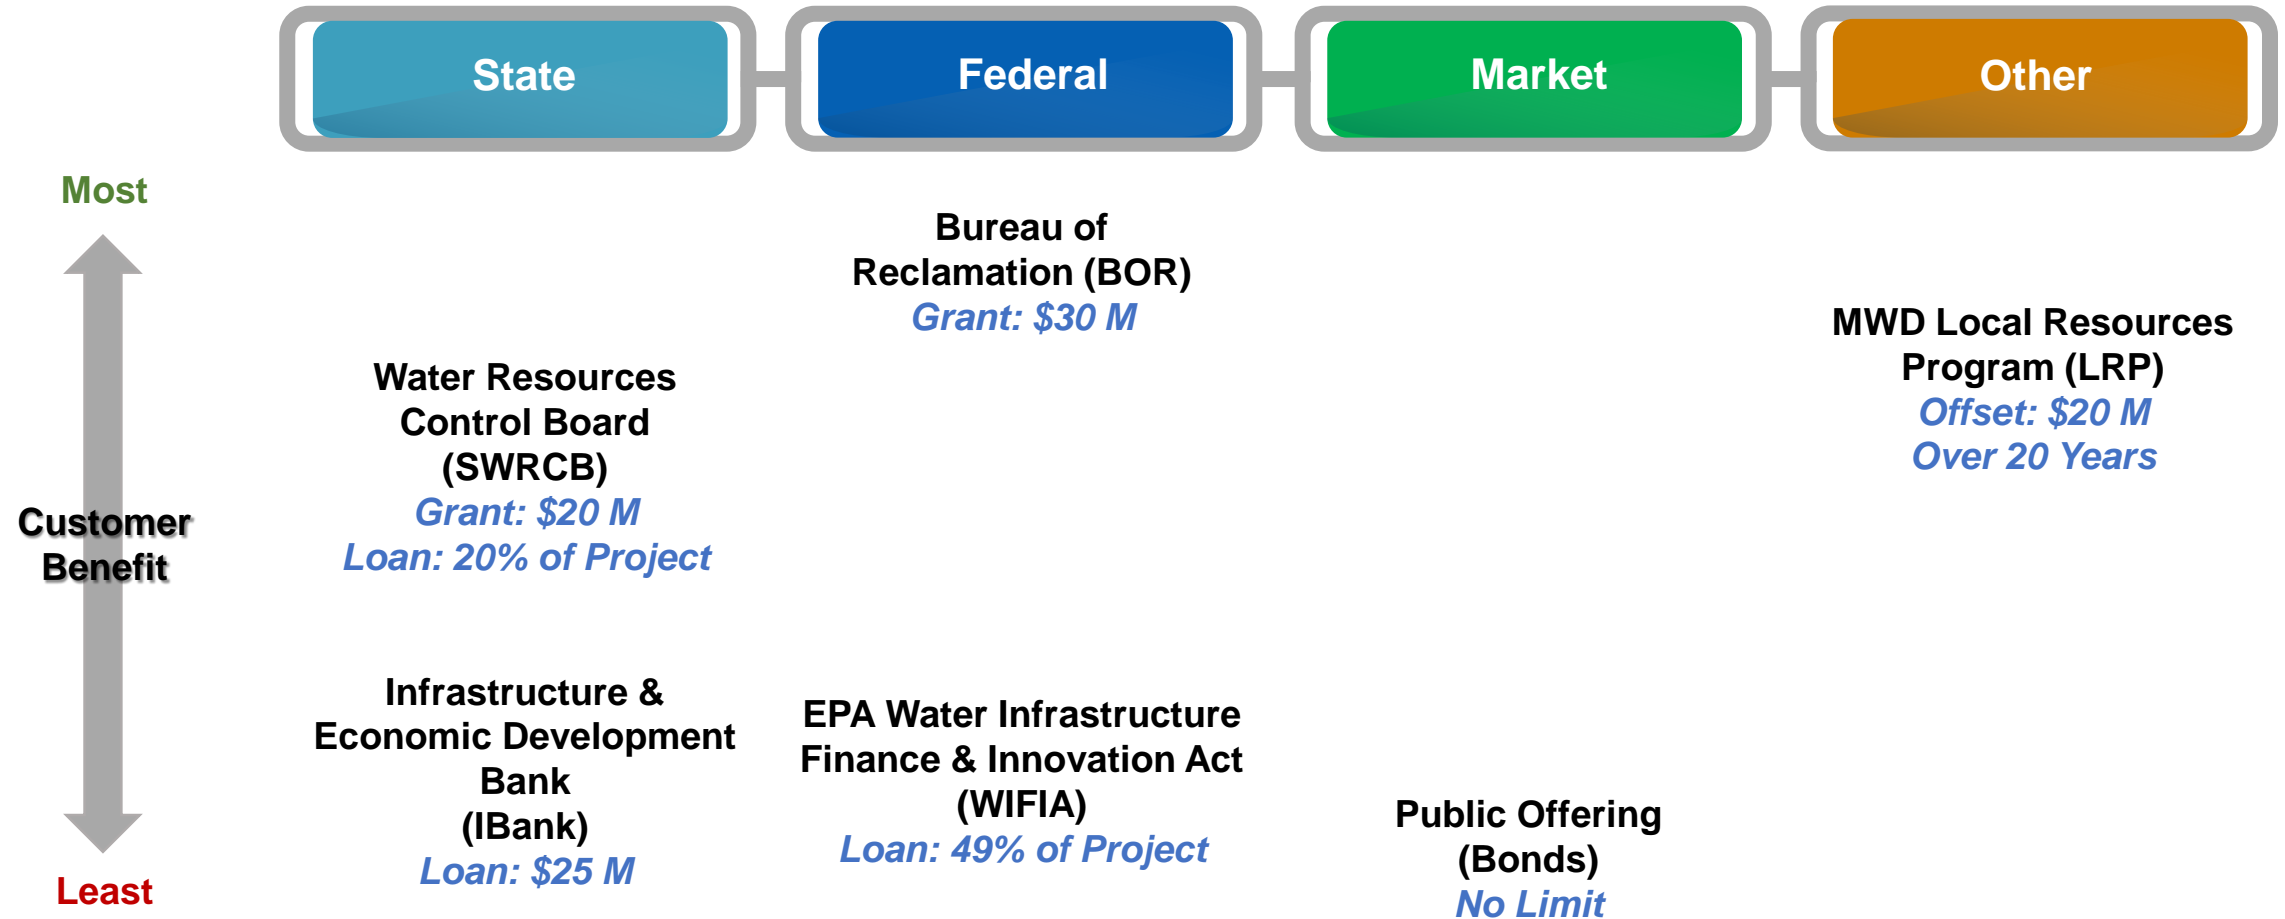 State
Federal
Market
Other
Most
Customer
Benefit
Least
Water Resources
Control Board
(SWRCB)
Grant: $20 M
Loan: 20% of Project
Infrastructure &
Economic Development
Bank
(IBank)
Loan: $25 M
Bureau of
Reclamation (BOR)
Grant: $30 M
EPA Water Infrastructure
Finance & Innovation Act
(WIFIA)
Loan: 49% of Project
Public Offering
(Bonds)
No Limit
MWD Local Resources
Program (LRP)
Offset: $20 M
Over 20 Years